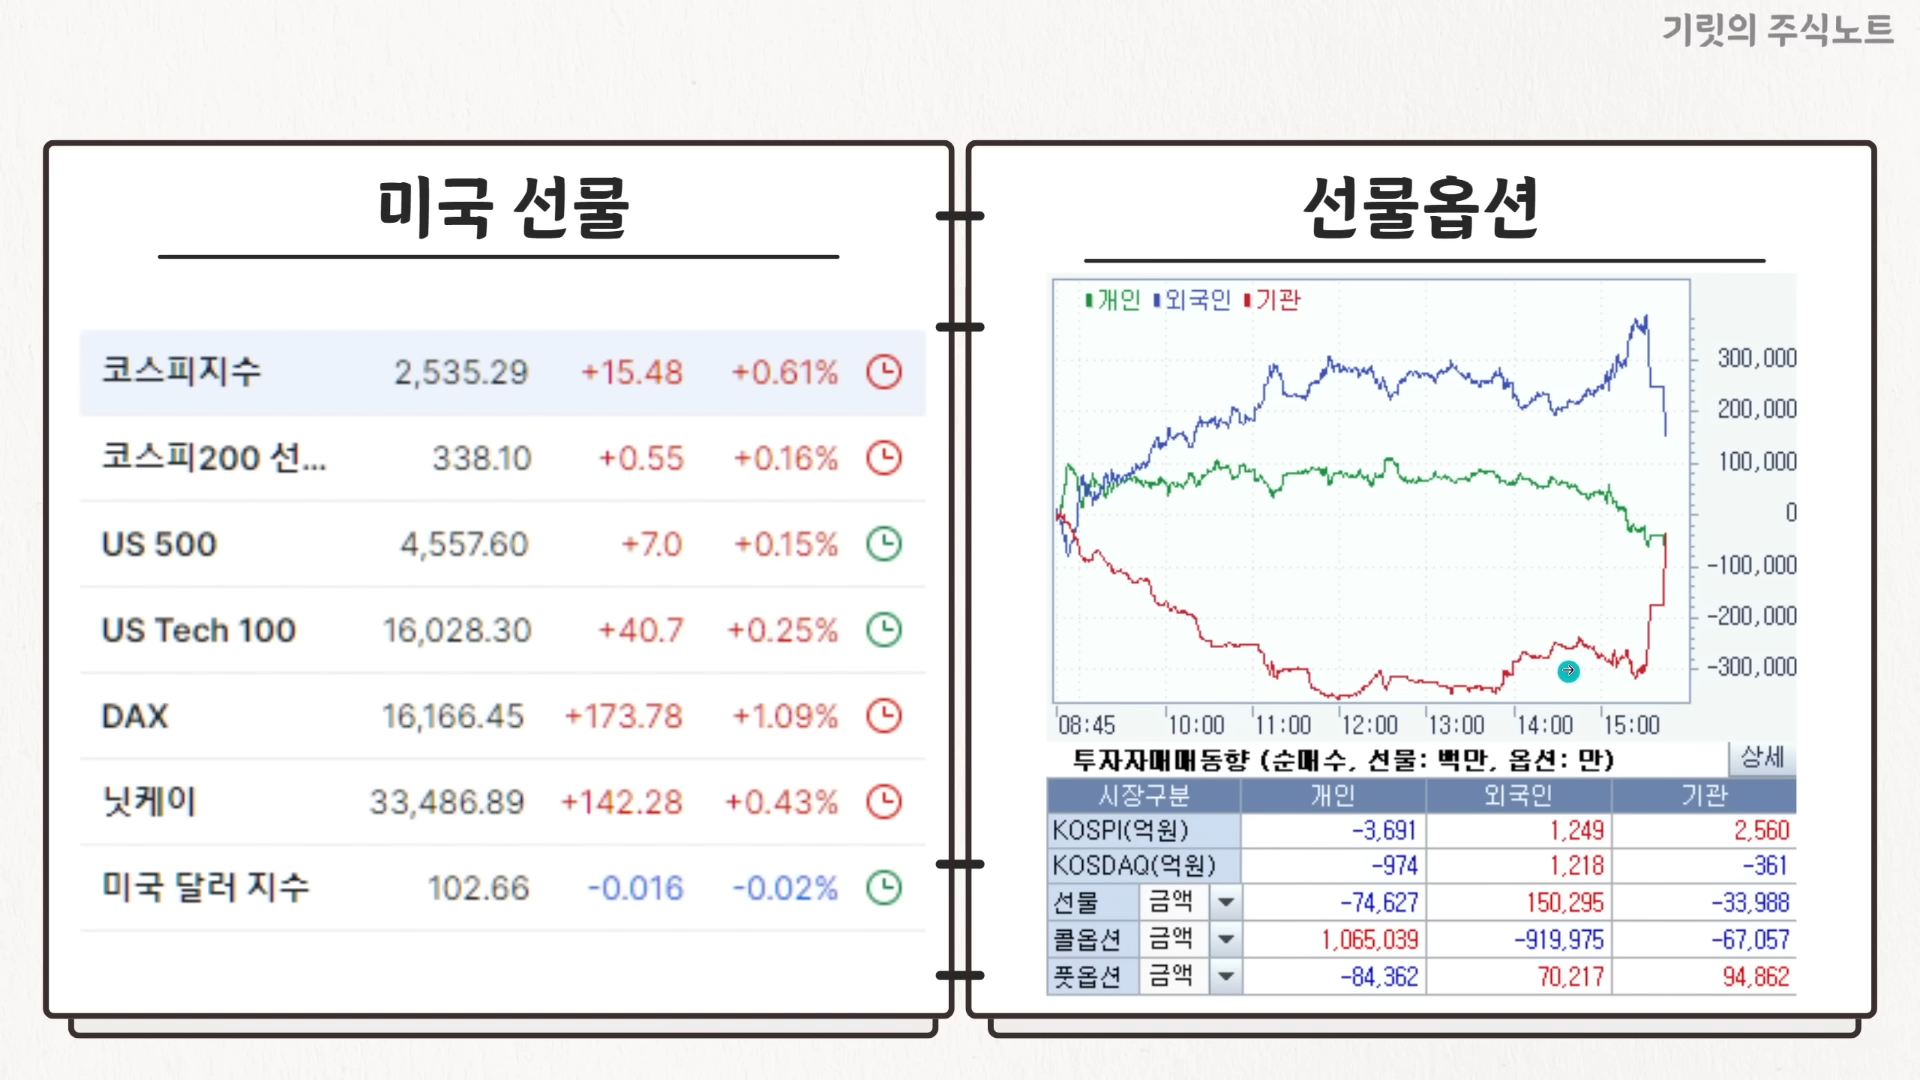 기릿의 주식노트
미국 선물
코스피지수 2,535.29 +15.48 +0.61%
코스피200 선... 338.10 +0.55 +0.16%
US 500 4,557.60 +7.0 +0.15%
US Tech 100 16,028.30 +40.7 +0.25%
DAX 16,166.45 +173.78 +1.09%
닛케이 33,486.89 +142.28 +0.43%
미국 달러 지수 102.66 -0.016 -0.02%
선물옵션
개인 외국인 기관
300,000
200,000
100,000
0
-100,000
-200,000
-300,000
08:45 10:00 11:00 12:00 13:00 14:00 15:00
투자자매매동향 (순매수, 선물: 백만, 옵션: 만) 상세
시장구분 개인 외국인 기관
KOSPI(억원) -3,691 1,249 2,560
KOSDAQ(억원) -974 1,218 -361
선물 금액 -74,627 150,295 -33,988
콜옵션 금액 1,065,039 -919,975 -67,057
풋옵션 금액 -84,362 70,217 94,862